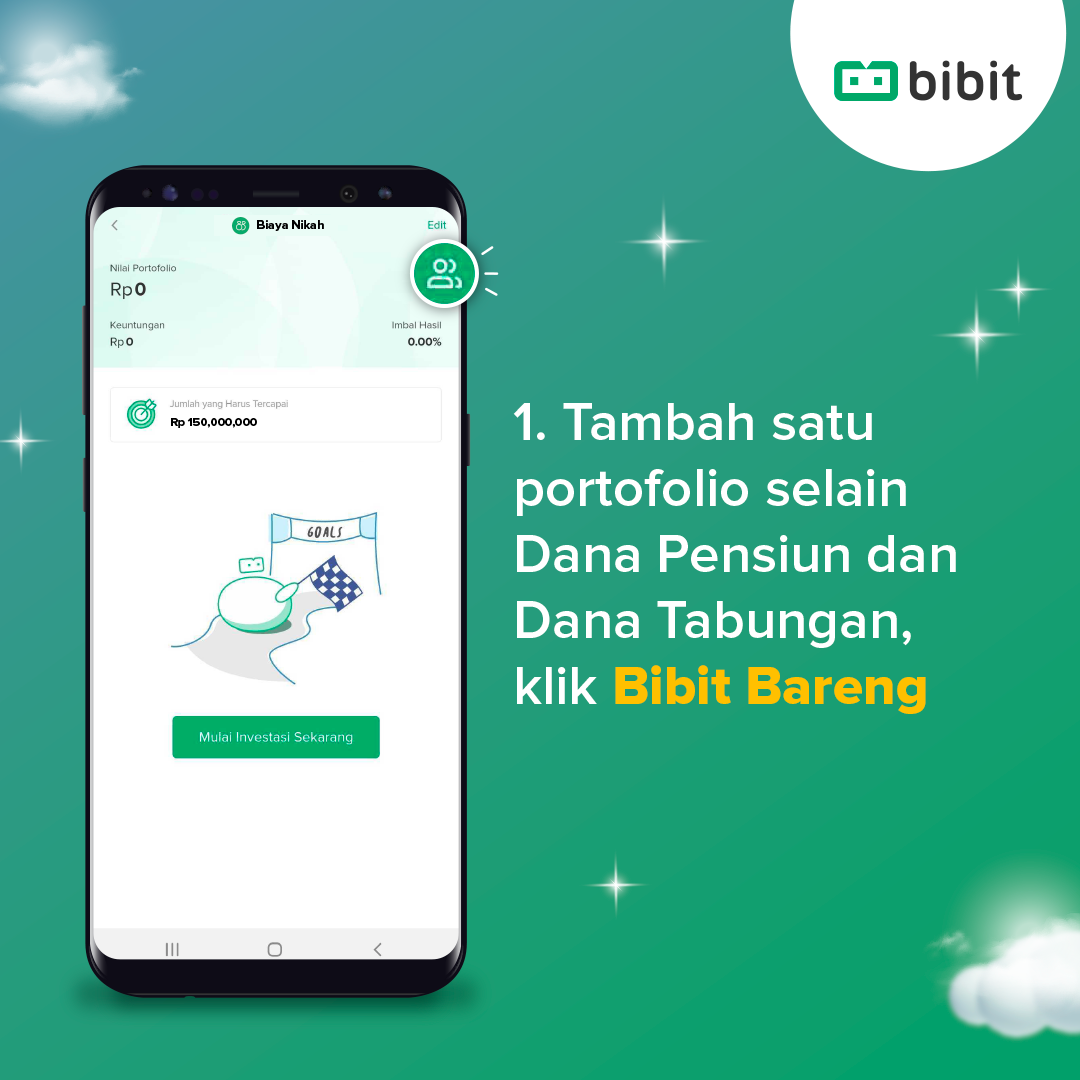 bibit
Biaya Nikah
Edit
Nilai Portofolio
Rp0
Keuntungan
Imbal Hasil
Rp0
0.00%
Jumlah yang Harus Tercapai
Rp 150,000,000
GOALS
Mulai Investasi Sekarang
1. Tambah satu
portofolio selain
Dana Pensiun dan
Dana Tabungan,
klik Bibit Bareng